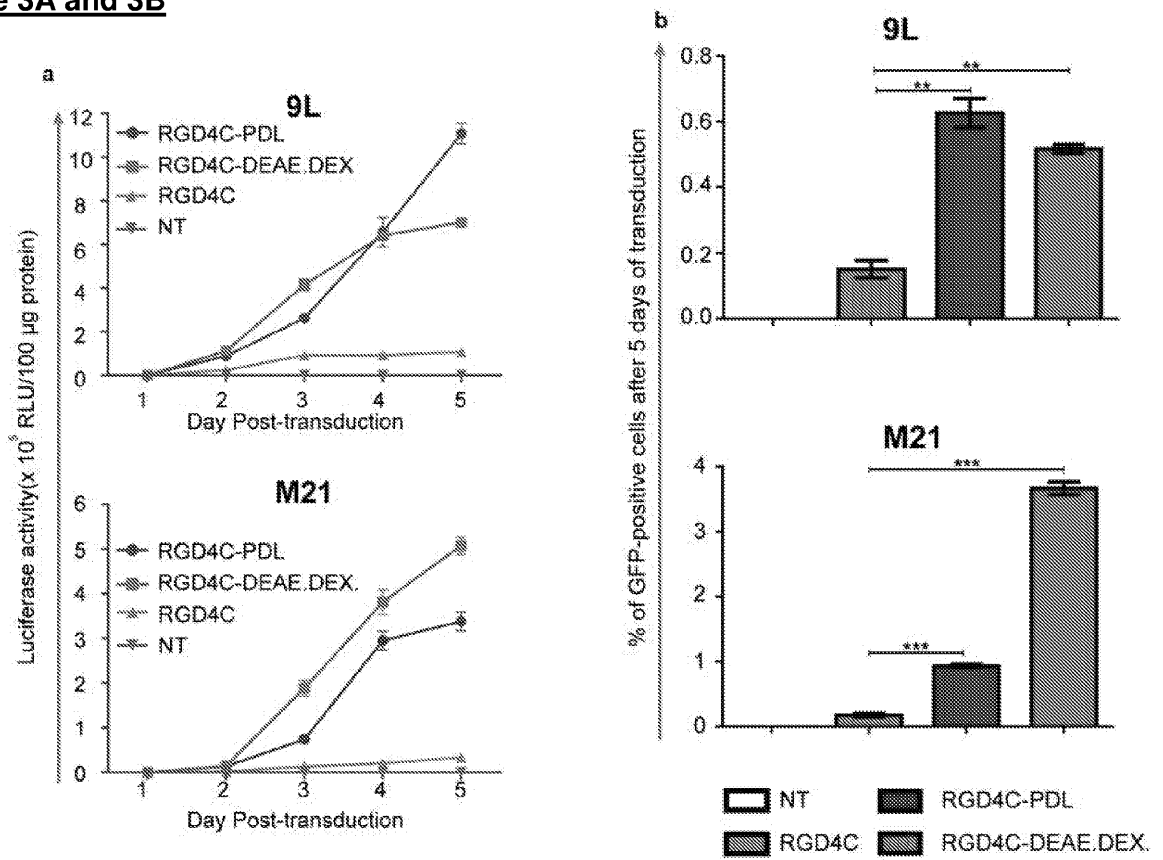 e 3A and 3B
a
9L
12
10
8
6
4
2
0
RGD4C-PDL
RGD4C-DEAE.DEX
RGD4C
NT
1 2 3 4 5
Day Post-transduction
M21
6
5
4
3
2
1
0
RGD4C-PDL
RGD4C-DEAE.DEX.
RGD4C
NT
1 2 3 4 5
Day Post-transduction
Luciferase activity(x 10 RLU/100 µg protein)
b
9L
0.8
0.6
0.4
0.2
0.0
**
**
M21
4
3
2
1
0
***
***
% of GFP-positive cells after 5 days of transduction
NT RGD4C-PDL
RGD4C RGD4C-DEAE.DEX.